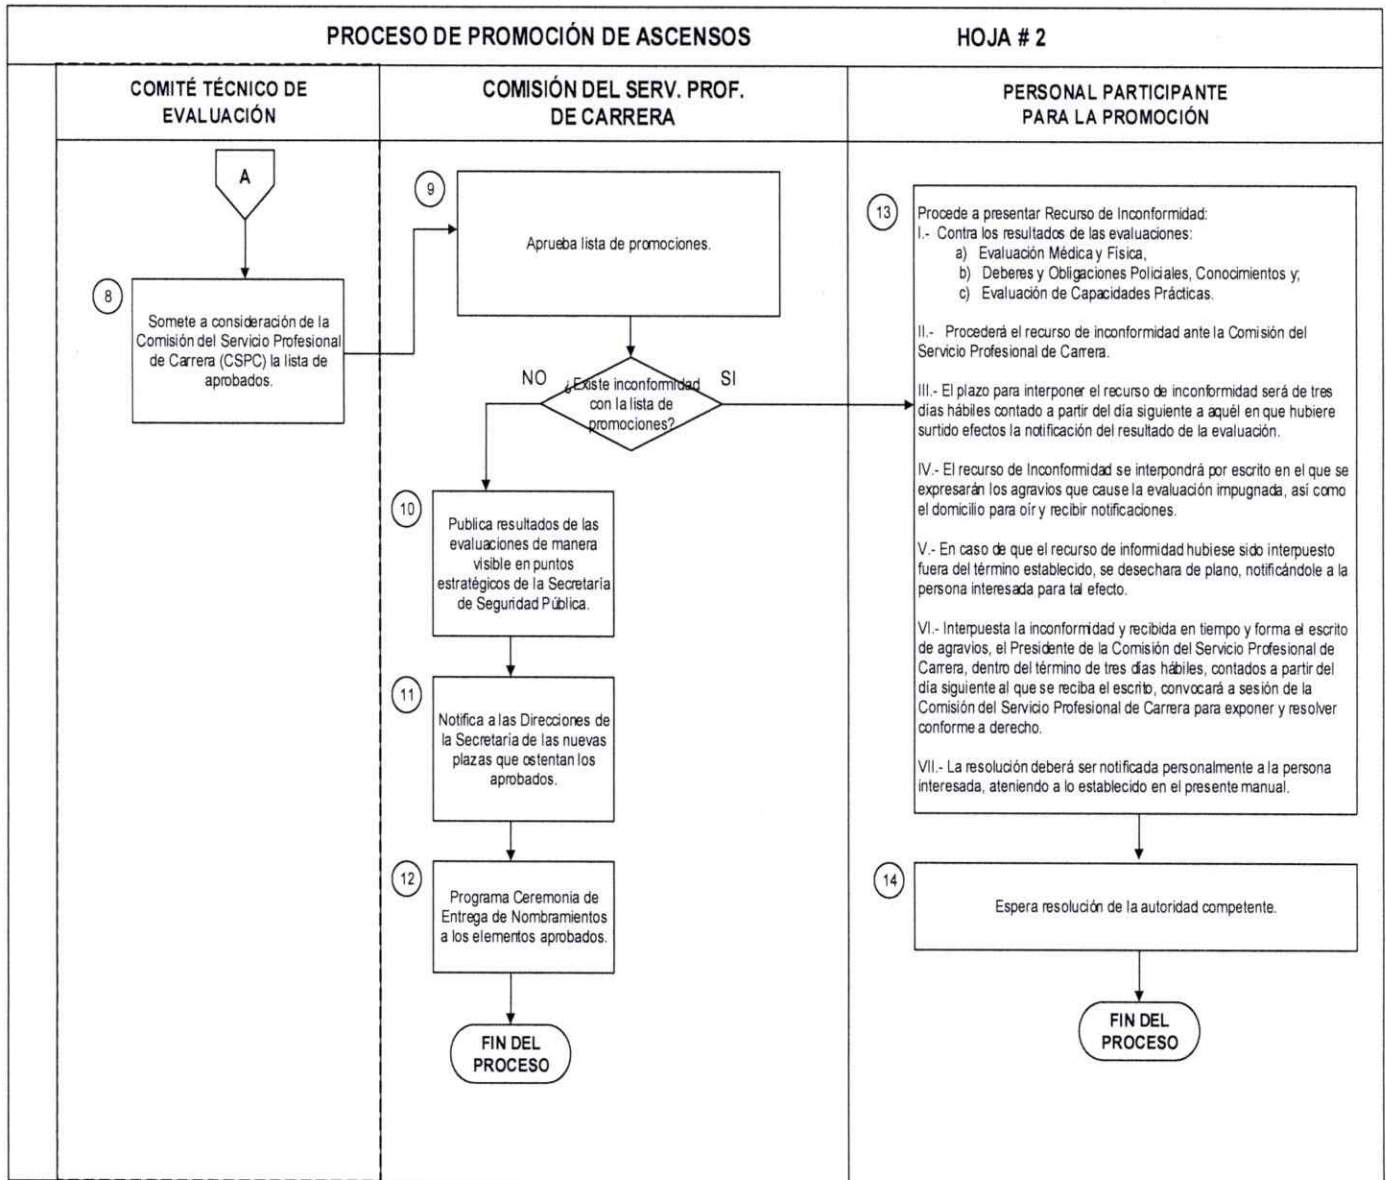 PROCESO DE PROMOCIÓN DE ASCENSOS HOJA # 2
COMITÉ TÉCNICO DE
EVALUACIÓN
COMISIÓN DEL SERV. PROF.
DE CARRERA
PERSONAL PARTICIPANTE
PARA LA PROMOCIÓN
A
8
Somete a consideración de la
Comisión del Servicio Profesional
de Carrera (CSPC) la lista de
aprobados.
9
Aprueba lista de promociones.
¿Existe inconformidad
con la lista de
promociones?
NO
SI
10
Publica resultados de las
evaluaciones de manera
visible en puntos
estratégicos de la Secretaría
de Seguridad Pública.
11
Notifica a las Direcciones de
la Secretaría de las nuevas
plazas que ostentan los
aprobados.
12
Programa Ceremonia de
Entrega de Nombramientos
a los elementos aprobados.
FIN DEL
PROCESO
13
Procede a presentar Recurso de Inconformidad:
I.- Contra los resultados de las evaluaciones:
a) Evaluación Médica y Física,
b) Deberes y Obligaciones Policiales, Conocimientos y;
c) Evaluación de Capacidades Prácticas.
II.- Procederá el recurso de inconformidad ante la Comisión del
Servicio Profesional de Carrera.
III.- El plazo para interponer el recurso de inconformidad será de tres
días hábiles contado a partir del día siguiente a aquél en que hubiere
surtido efectos la notificación del resultado de la evaluación.
IV.- El recurso de Inconformidad se interpondrá por escrito en el que se
expresarán los agravios que cause la evaluación impugnada, así como
el domicilio para oír y recibir notificaciones.
V.- En caso de que el recurso de informidad hubiese sido interpuesto
fuera del término establecido, se desechara de plano, notificándole a la
persona interesada para tal efecto.
VI.- Interpuesta la inconformidad y recibida en tiempo y forma el escrito
de agravios, el Presidente de la Comisión del Servicio Profesional de
Carrera, dentro del término de tres días hábiles, contados a partir del
día siguiente al que se reciba el escrito, convocará a sesión de la
Comisión del Servicio Profesional de Carrera para exponer y resolver
conforme a derecho.
VII.- La resolución deberá ser notificada personalmente a la persona
interesada, ateniendo a lo establecido en el presente manual.
14
Espera resolución de la autoridad competente.
FIN DEL
PROCESO